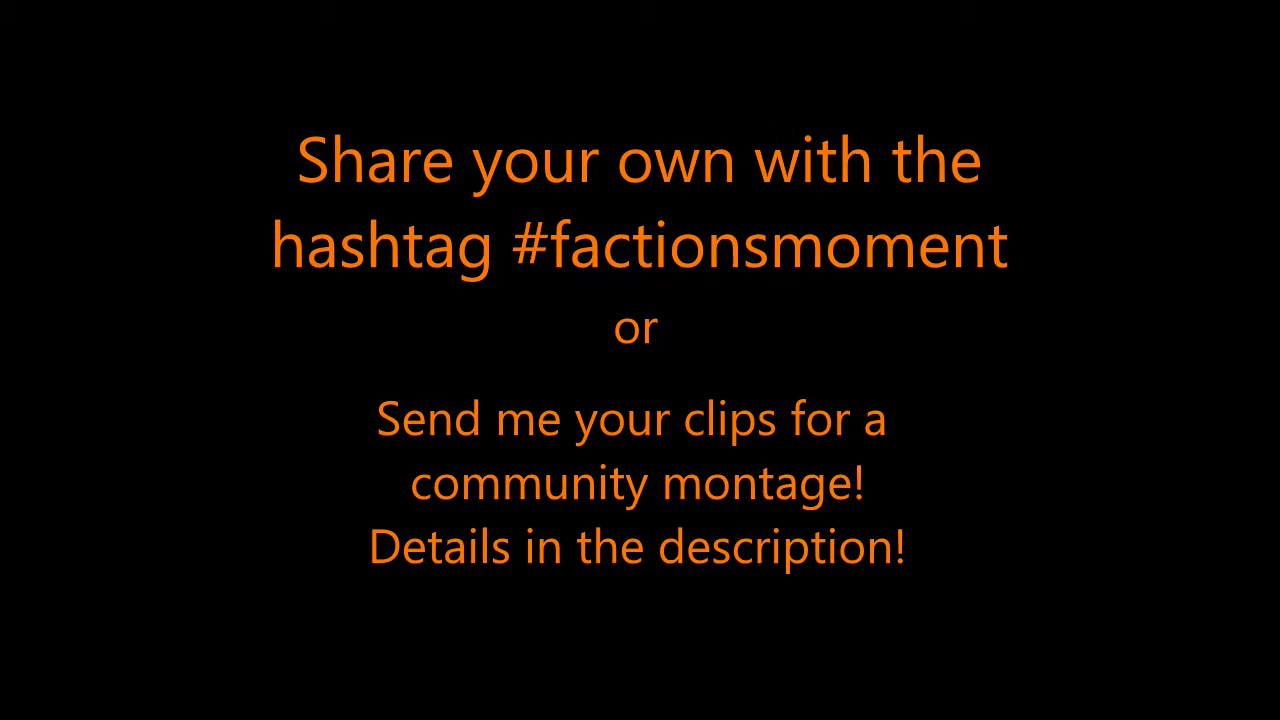 Share your own with the
hashtag #factionsmoment
or
Send me your clips for a
community montage!
Details in the description!